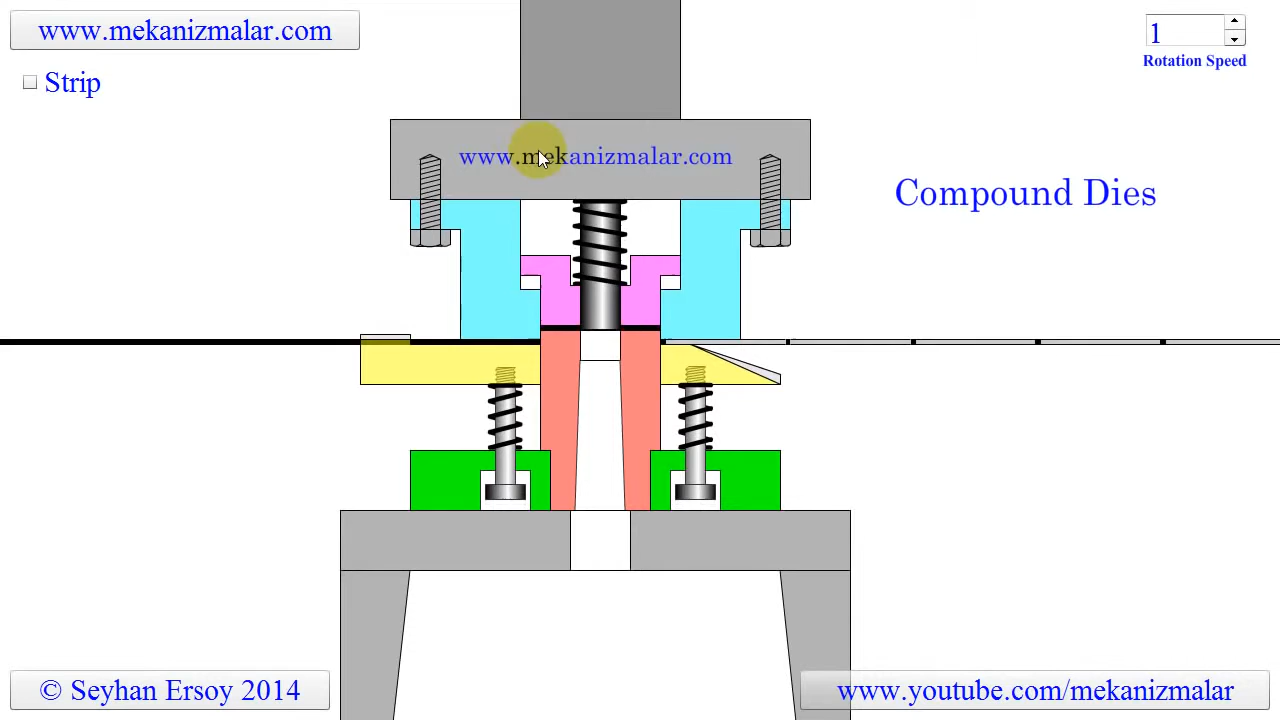 www.mekanizmalar.com
1
Rotation Speed
Strip
www.mekanizmalar.com
Compound Dies
© Seyhan Ersoy 2014
www.youtube.com/mekanizmalar